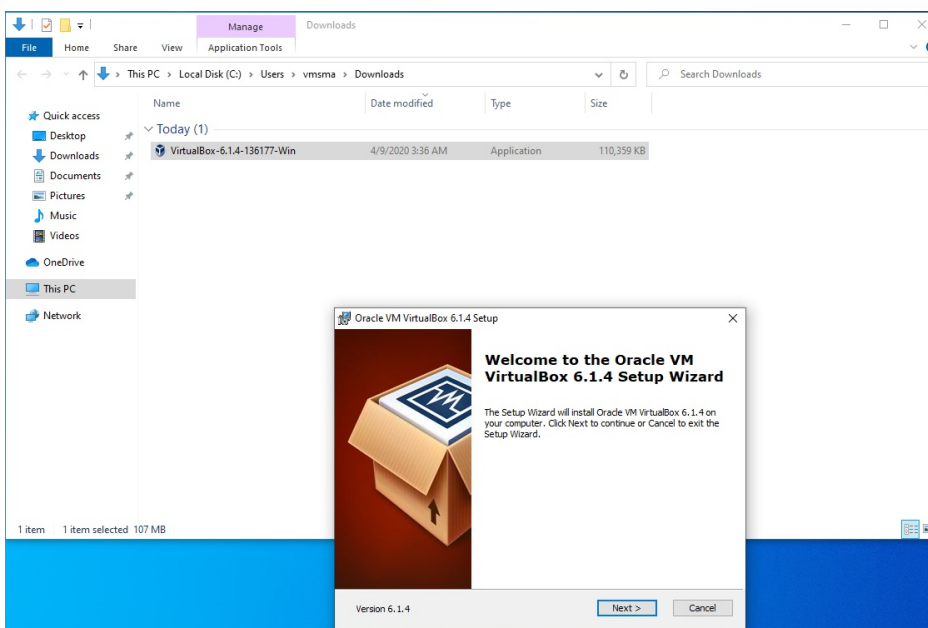 Manage
Downloads
File
Home
Share
View
Application Tools
This PC
Local Disk (C:)
Users
vmsma
Downloads
Search Downloads
Name
Date modified
Type
Size
Quick access
Desktop
Downloads
Documents
Pictures
Music
Videos
OneDrive
This PC
Network
Today (1)
VirtualBox-6.1.4-136177-Win
4/9/2020 3:36 AM
Application
110,359 KB
1 item
1 item selected 107 MB
Oracle VM VirtualBox 6.1.4 Setup
Welcome to the Oracle VM
VirtualBox 6.1.4 Setup Wizard
The Setup Wizard will install Oracle VM VirtualBox 6.1.4 on
your computer. Click Next to continue or Cancel to exit the
Setup Wizard.
Version 6.1.4
Next >
Cancel